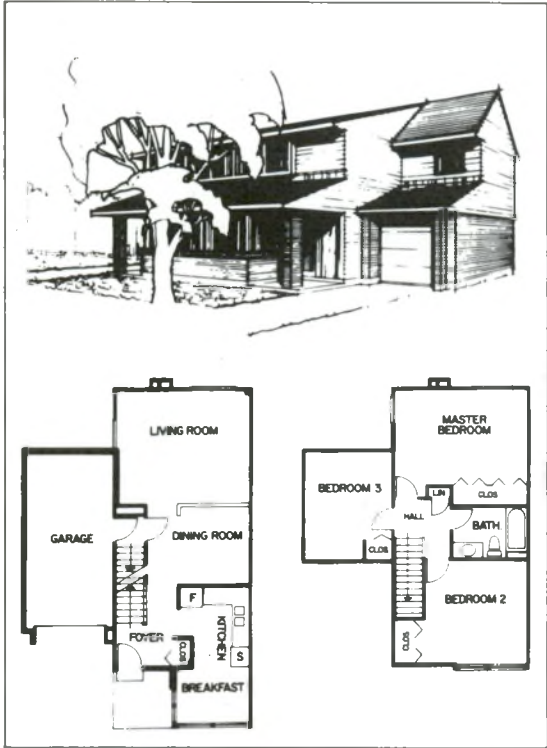 LIVING ROOM
GARAGE
DINING ROOM
F
KITCHEN
FOYER
CLOS
S
BREAKFAST
MASTER
BEDROOM
BEDROOM 3
LIN
CLOS
HALL
BATH
CLOS
BEDROOM 2
CLOS